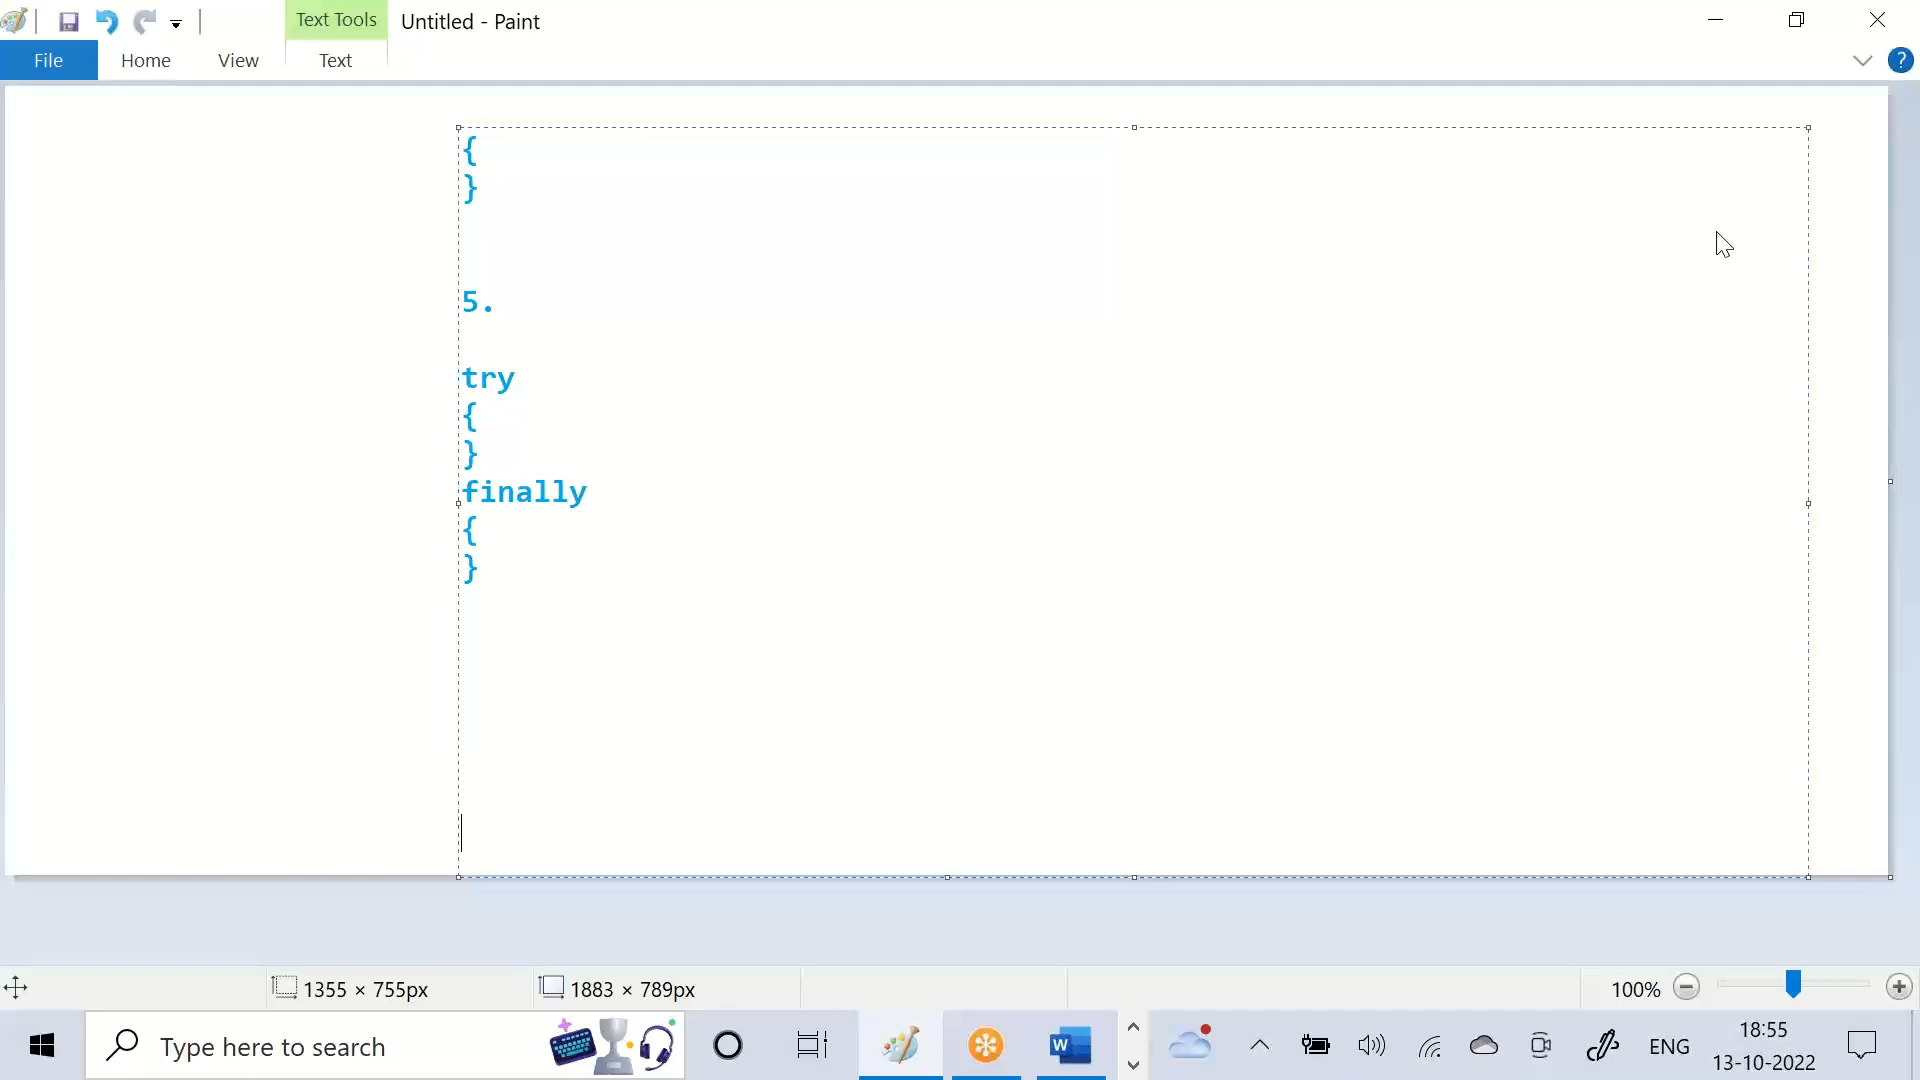 Text Tools
Untitled - Paint
File
Home
View
Text
?
{
}
5.
try
{
}
finally
{
}
1355 × 755px
1883 × 789px
100%
Type here to search
W
ENG
18:55
13-10-2022